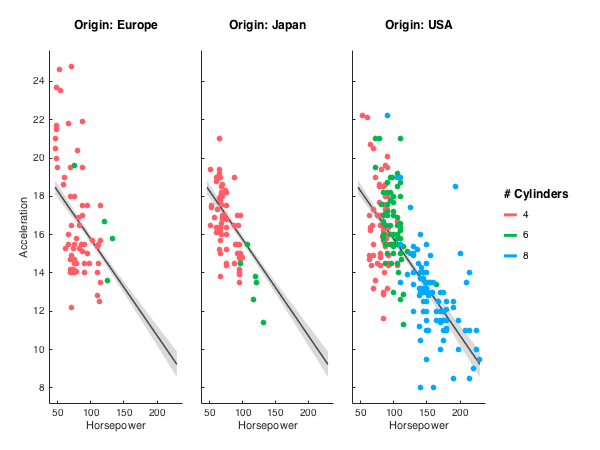 Origin: Europe Origin: Japan Origin: USA
24
22
20
18
16
14
12
10
8
Acceleration
# Cylinders
4
6
8
50 100 150 200 50 100 150 200 50 100 150 200
Horsepower Horsepower Horsepower